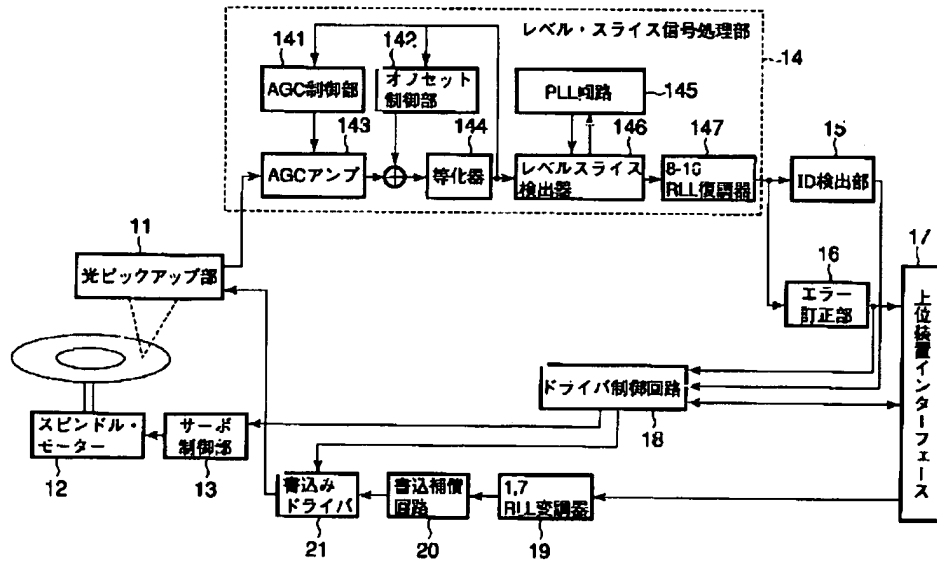 レベル・スライス信号処理部
14
141
AGC制御部
142
オノセット
制御部
PLL回路
145
143
AGCアンプ
144
等化器
146
レベルスライス
検出器
147
8-16
RLL復調器
15
ID検出部
11
光ピックアップ部
16
エラー
訂正部
17
上位装置インターフェース
ドライバ制御回路
18
スピンドル・
モーター
12
サーボ
制御部
13
書込み
ドライバ
21
書込補償
回路
20
1,7
RLL変調器
19